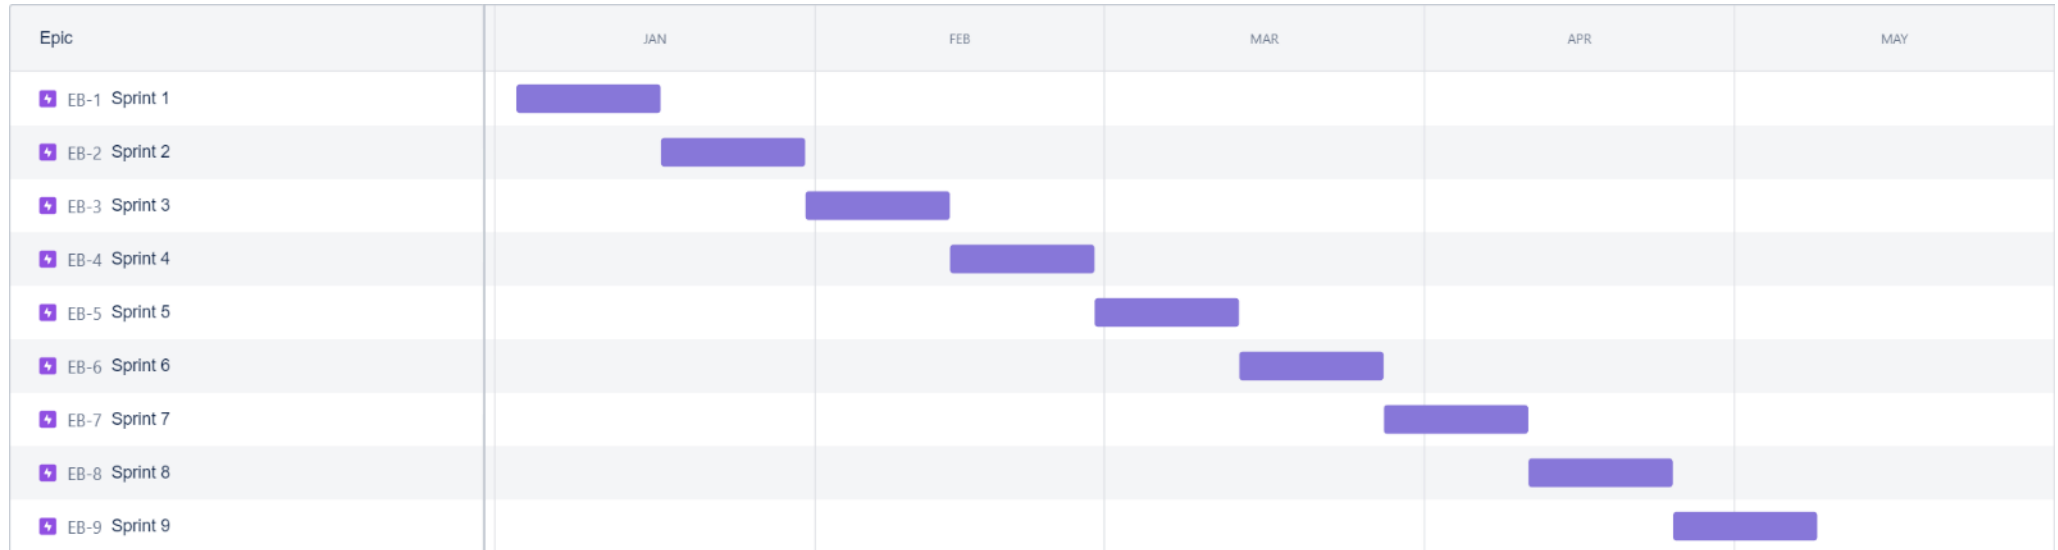 Epic JAN FEB MAR APR MAY
EB-1 Sprint 1
EB-2 Sprint 2
EB-3 Sprint 3
EB-4 Sprint 4
EB-5 Sprint 5
EB-6 Sprint 6
EB-7 Sprint 7
EB-8 Sprint 8
EB-9 Sprint 9